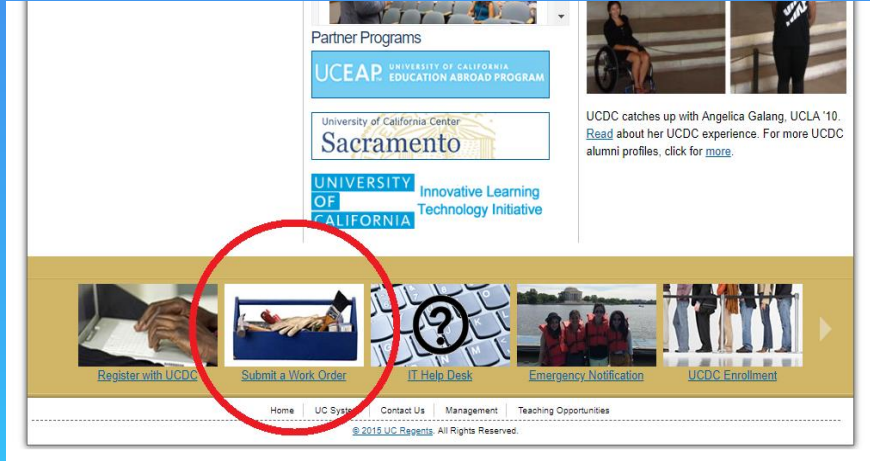 Partner Programs
UCEAP UNIVERSITY OF CALIFORNIA
EDUCATION ABROAD PROGRAM
University of California Center
Sacramento
UNIVERSITY
OF
CALIFORNIA
Innovative Learning
Technology Initiative
UCDC catches up with Angelica Galang, UCLA '10.
Read about her UCDC experience. For more UCDC
alumni profiles, click for more.
?
Register with UCDC
Submit a Work Order
IT Help Desk
Emergency Notification
UCDC Enrollment
Home UC System Contact Us Management Teaching Opportunities
© 2015 UC Regents. All Rights Reserved.